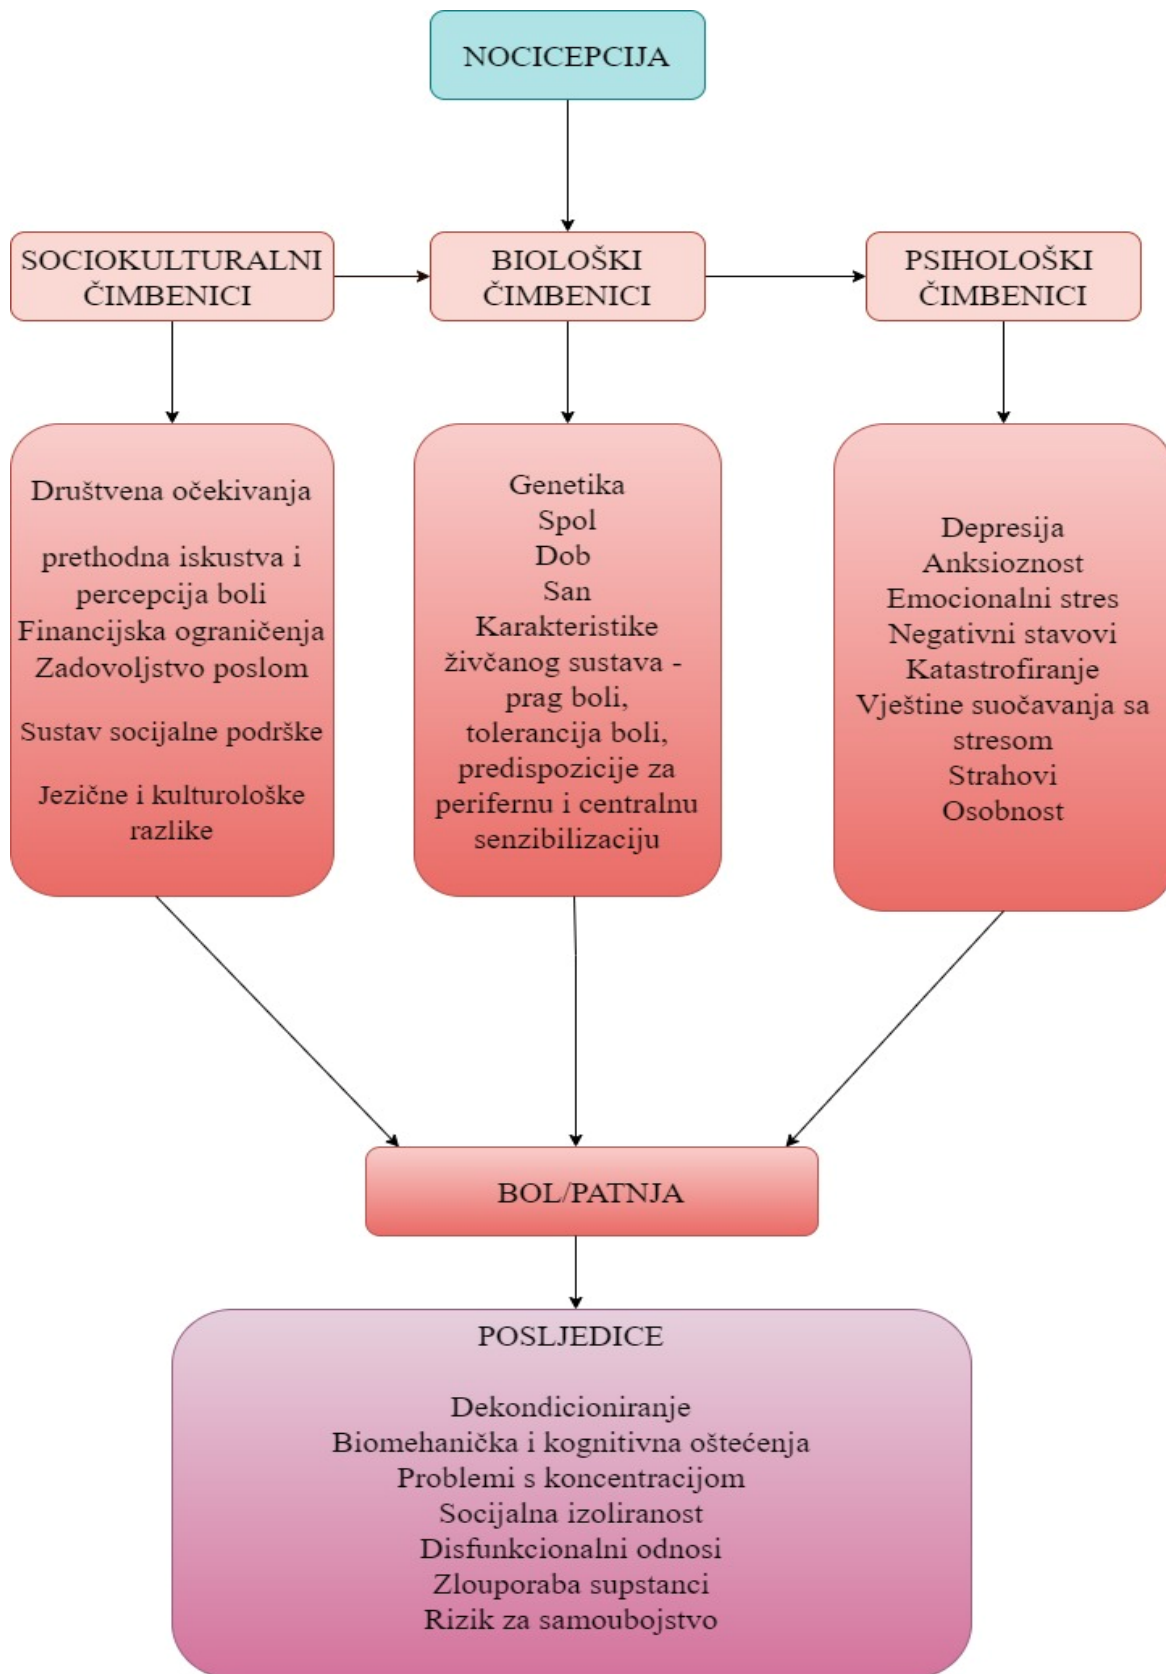 NOCICEPCIJA
SOCIOKULTURALNI
ČIMBENICI
BIOLOŠKI
ČIMBENICI
PSIHOLOŠKI
ČIMBENICI
Društvena očekivanja
prethodna iskustva i
percepcija boli
Financijska ograničenja
Zadovoljstvo poslom
Sustav socijalne podrške
Jezične i kulturološke
razlike
Genetika
Spol
Dob
San
Karakteristike
živčanog sustava -
prag boli,
tolerancija boli,
predispozicije za
perifernu i centralnu
senzibilizaciju
Depresija
Anksioznost
Emocionalni stres
Negativni stavovi
Katastrofiranje
Vještine suočavanja sa
stresom
Strahovi
Osobnost
BOL/PATNJA
POSLJEDICE
Dekondicioniranje
Biomehanička i kognitivna oštećenja
Problemi s koncentracijom
Socijalna izoliranost
Disfunkcionalni odnosi
Zlouporaba supstanci
Rizik za samoubojstvo